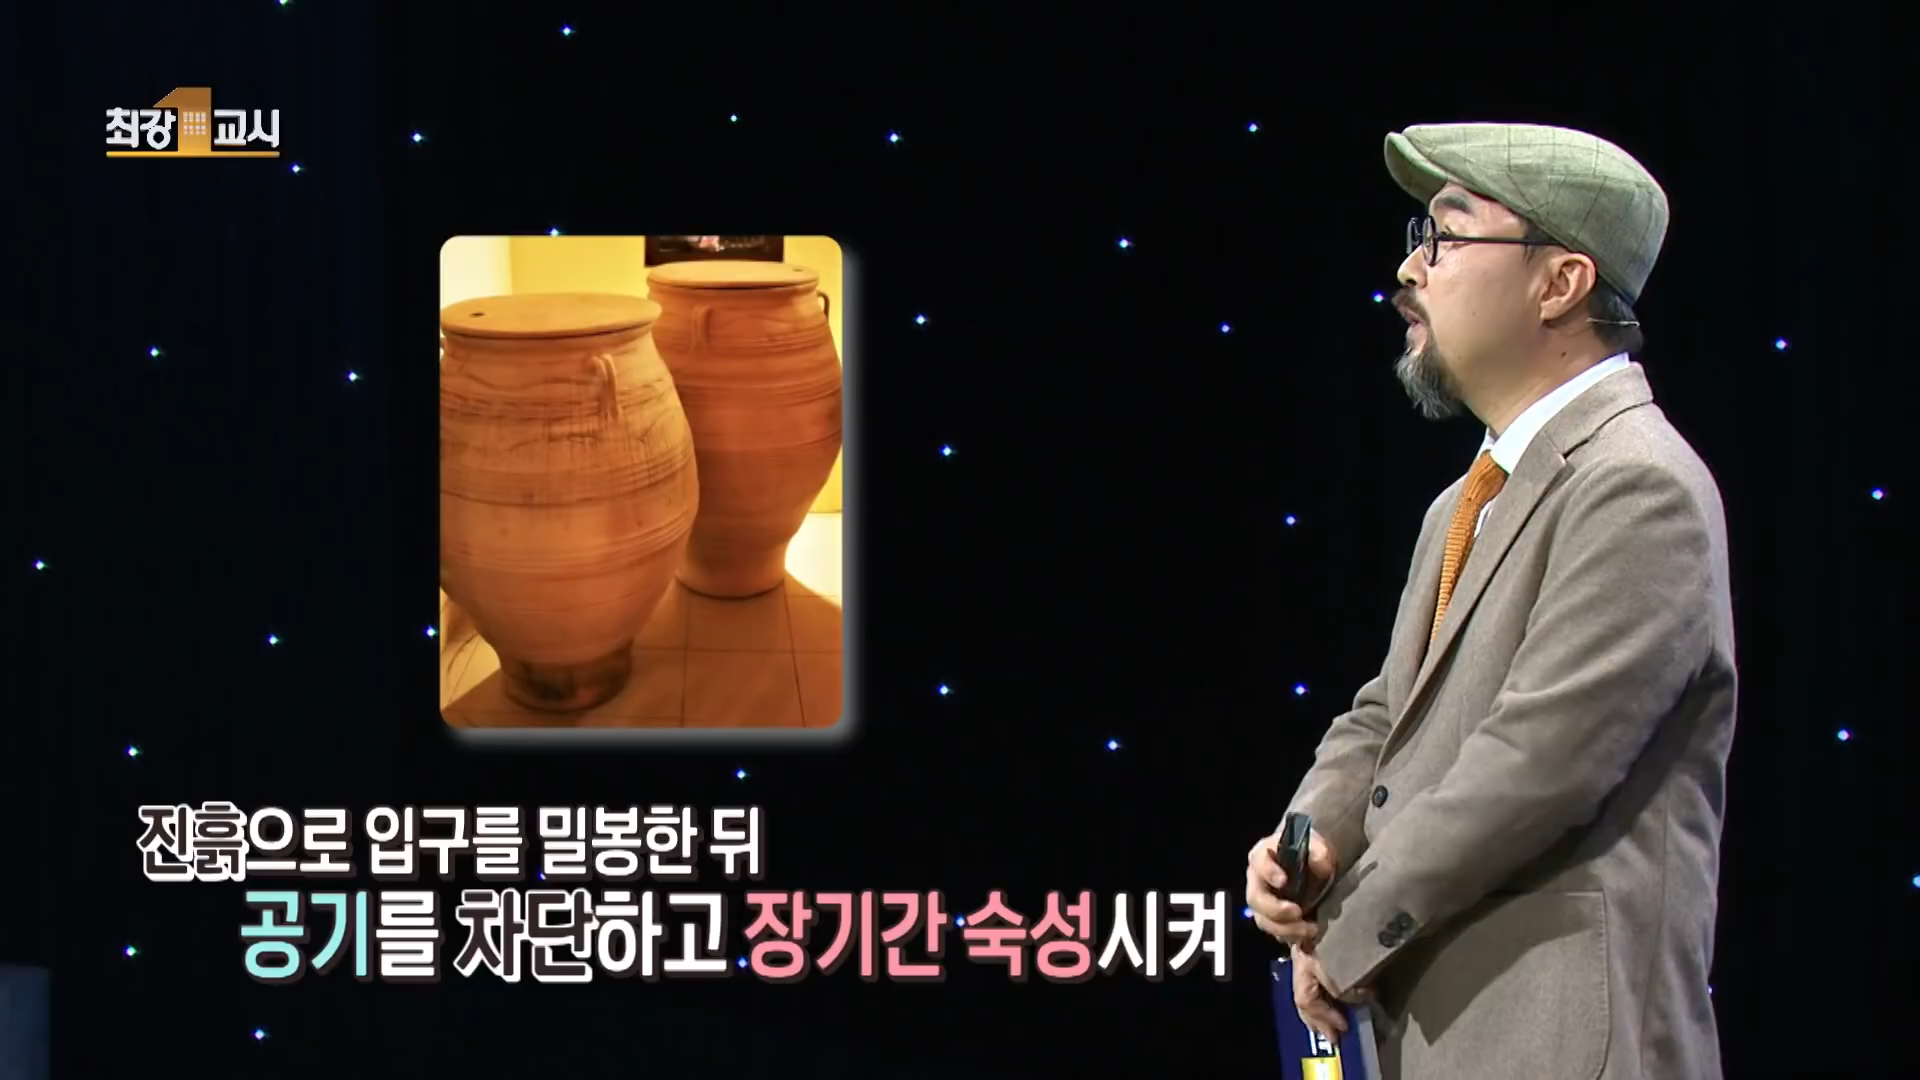 최강1교시
진흙으로 입구를 밀봉한 뒤
공기를 차단하고 장기간 숙성시켜